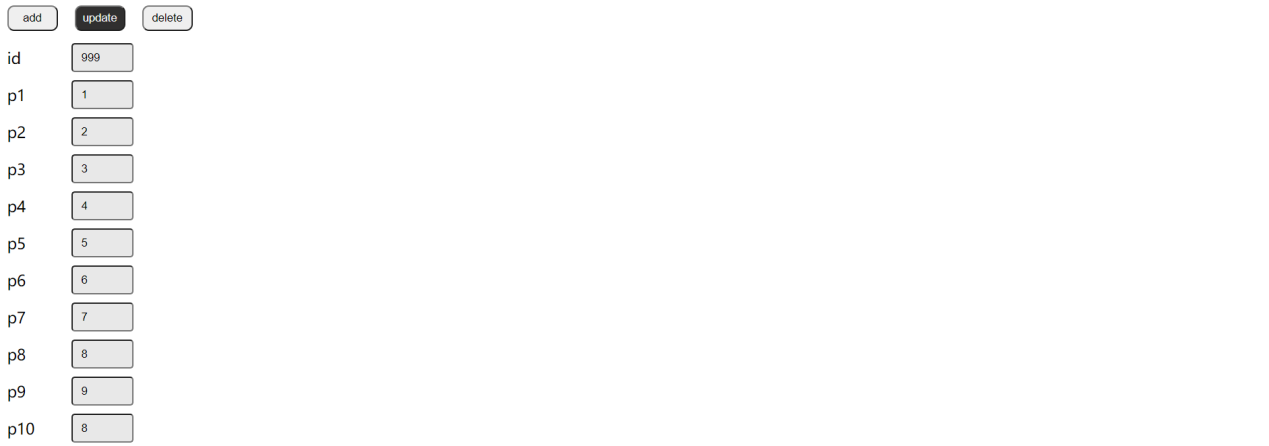 add update delete
id 999
p1 1
p2 2
p3 3
p4 4
p5 5
p6 6
p7 7
p8 8
p9 9
p10 8